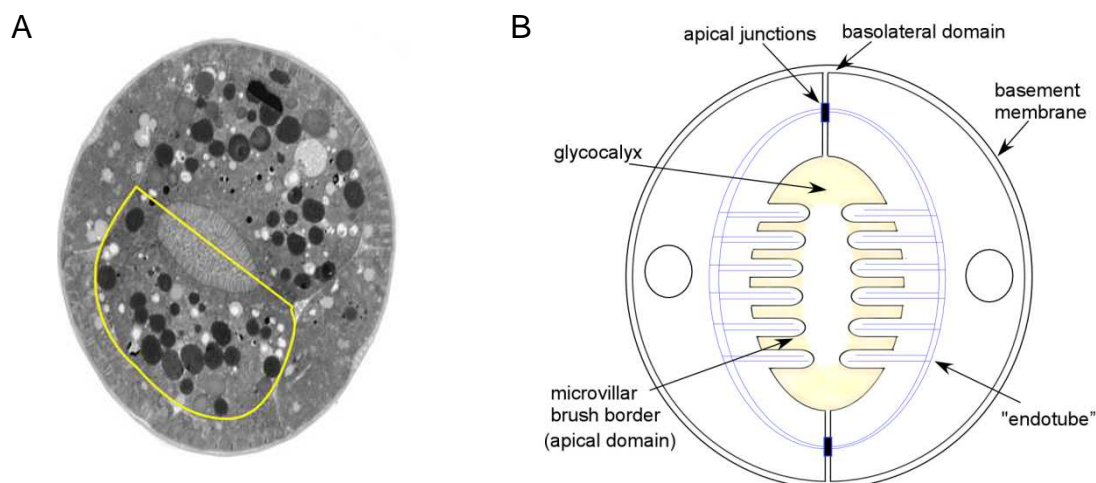 A
B
apical junctions
basolateral domain
basement
membrane
glycocalyx
microvillar
brush border
(apical domain)
"endotube"